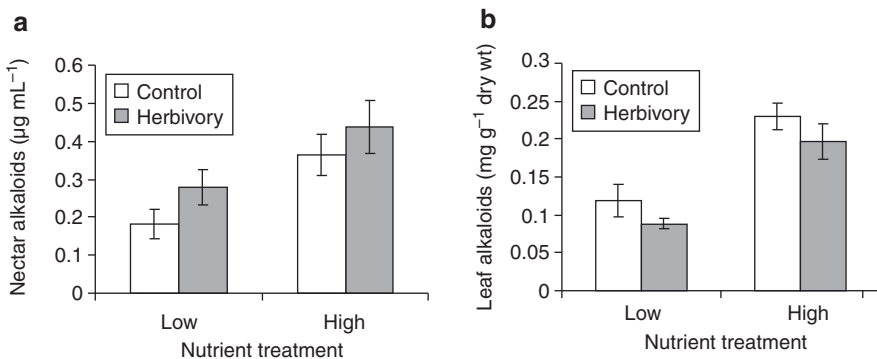 a
Nectar alkaloids (µg mL⁻¹)
0.6
0.5
0.4
0.3
0.2
0.1
0
Control
Herbivory
Low
High
Nutrient treatment
b
Leaf alkaloids (mg g⁻¹ dry wt)
0.3
0.25
0.2
0.15
0.1
0.05
0
Control
Herbivory
Low
High
Nutrient treatment